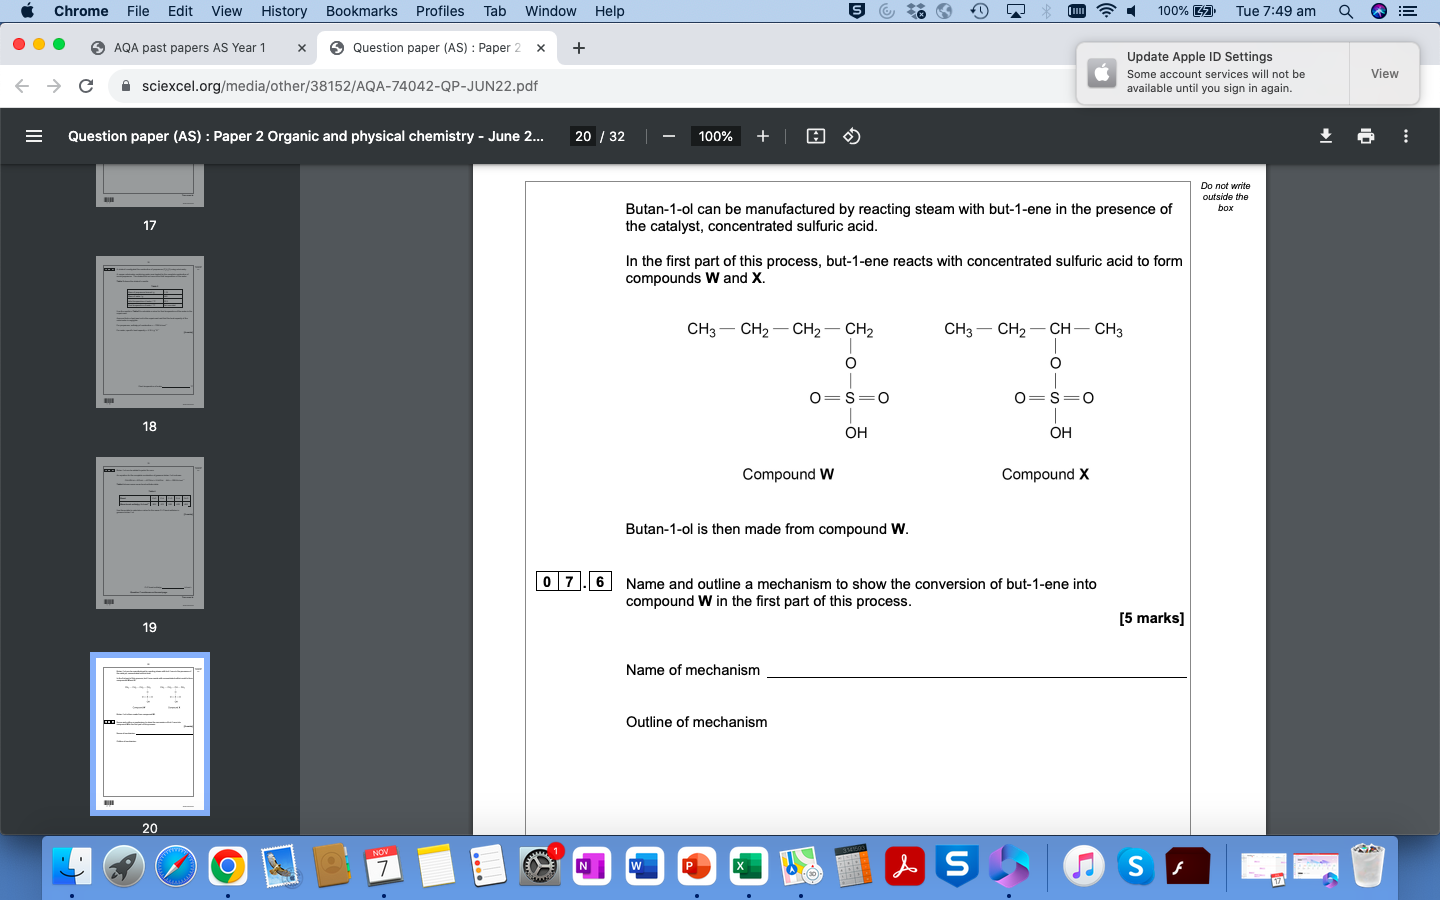 Chrome File Edit View History Bookmarks Profiles Tab Window Help 100% Tue 7:49 am
AQA past papers AS Year 1 Question paper (AS) : Paper 2
sciexcel.org/media/other/38152/AQA-74042-QP-JUN22.pdf
Update Apple ID Settings
Some account services will not be
available until you sign in again.
View
Question paper (AS) : Paper 2 Organic and physical chemistry - June 2... 20 / 32 100%
17
18
19
20
Do not write
outside the
box
Butan-1-ol can be manufactured by reacting steam with but-1-ene in the presence of
the catalyst, concentrated sulfuric acid.
In the first part of this process, but-1-ene reacts with concentrated sulfuric acid to form
compounds W and X.
CH3 — CH2 — CH2 — CH2 CH3 — CH2 — CH — CH3
O O
O=S=O O=S=O
OH OH
Compound W Compound X
Butan-1-ol is then made from compound W.
0 7 . 6 Name and outline a mechanism to show the conversion of but-1-ene into
compound W in the first part of this process.
[5 marks]
Name of mechanism
Outline of mechanism
NOV
7
1
N
W
P
X
3D
S
S
f
17